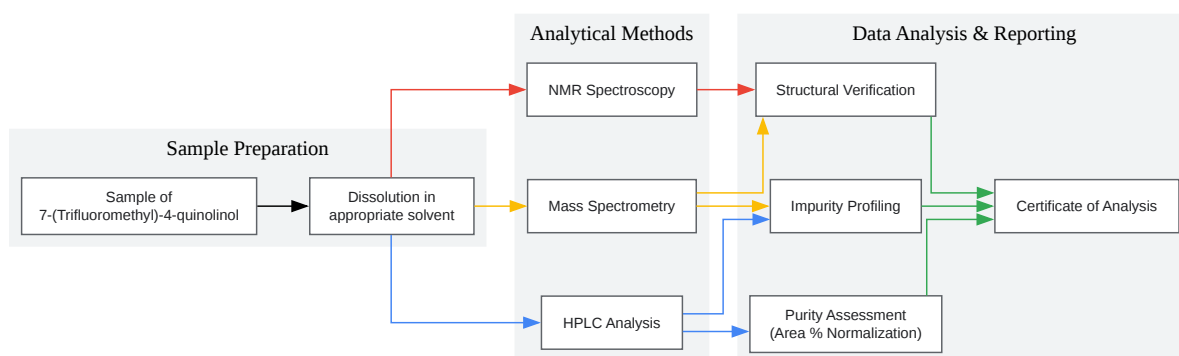 Analytical Methods
Data Analysis & Reporting
NMR Spectroscopy
Structural Verification
Sample Preparation
Sample of
7-(Trifluoromethyl)-4-quinolinol
Dissolution in
appropriate solvent
Mass Spectrometry
Impurity Profiling
Certificate of Analysis
HPLC Analysis
Purity Assessment
(Area % Normalization)